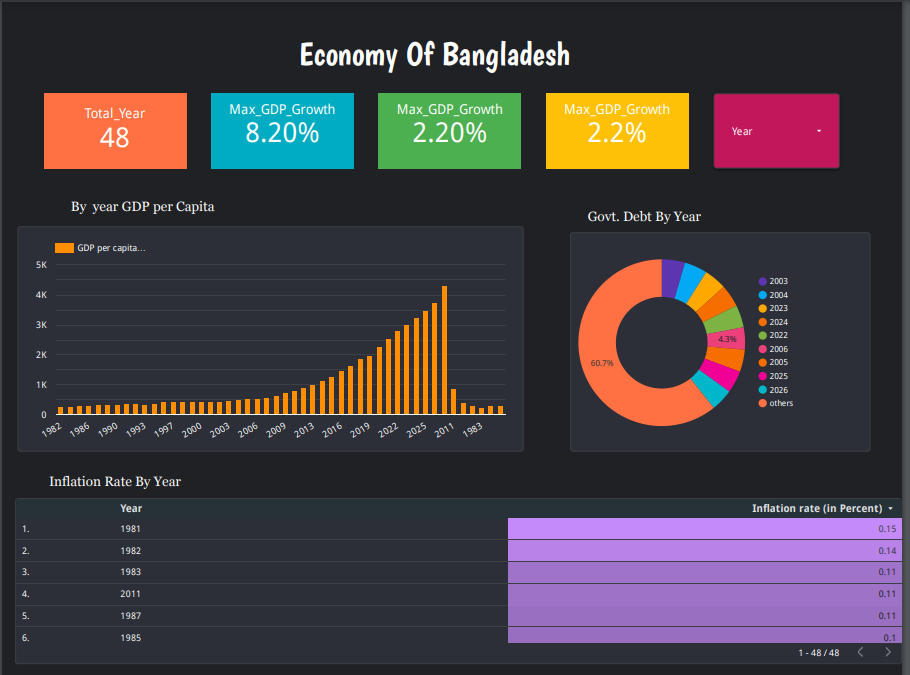 Economy Of Bangladesh
Total_Year
48
Max_GDP_Growth
8.20%
Max_GDP_Growth
2.20%
Max_GDP_Growth
2.2%
Year
By year GDP per Capita
GDP per capita...
5K
4K
3K
2K
1K
0
1982
1986
1990
1993
1997
2000
2003
2006
2009
2013
2016
2019
2022
2025
2011
1983
Govt. Debt By Year
4.3%
60.7%
2003
2004
2023
2024
2022
2006
2005
2025
2026
others
Inflation Rate By Year
Year Inflation rate (in Percent)
1. 1981 0.15
2. 1982 0.14
3. 1983 0.11
4. 2011 0.11
5. 1987 0.11
6. 1985 0.1
1 - 48 / 48